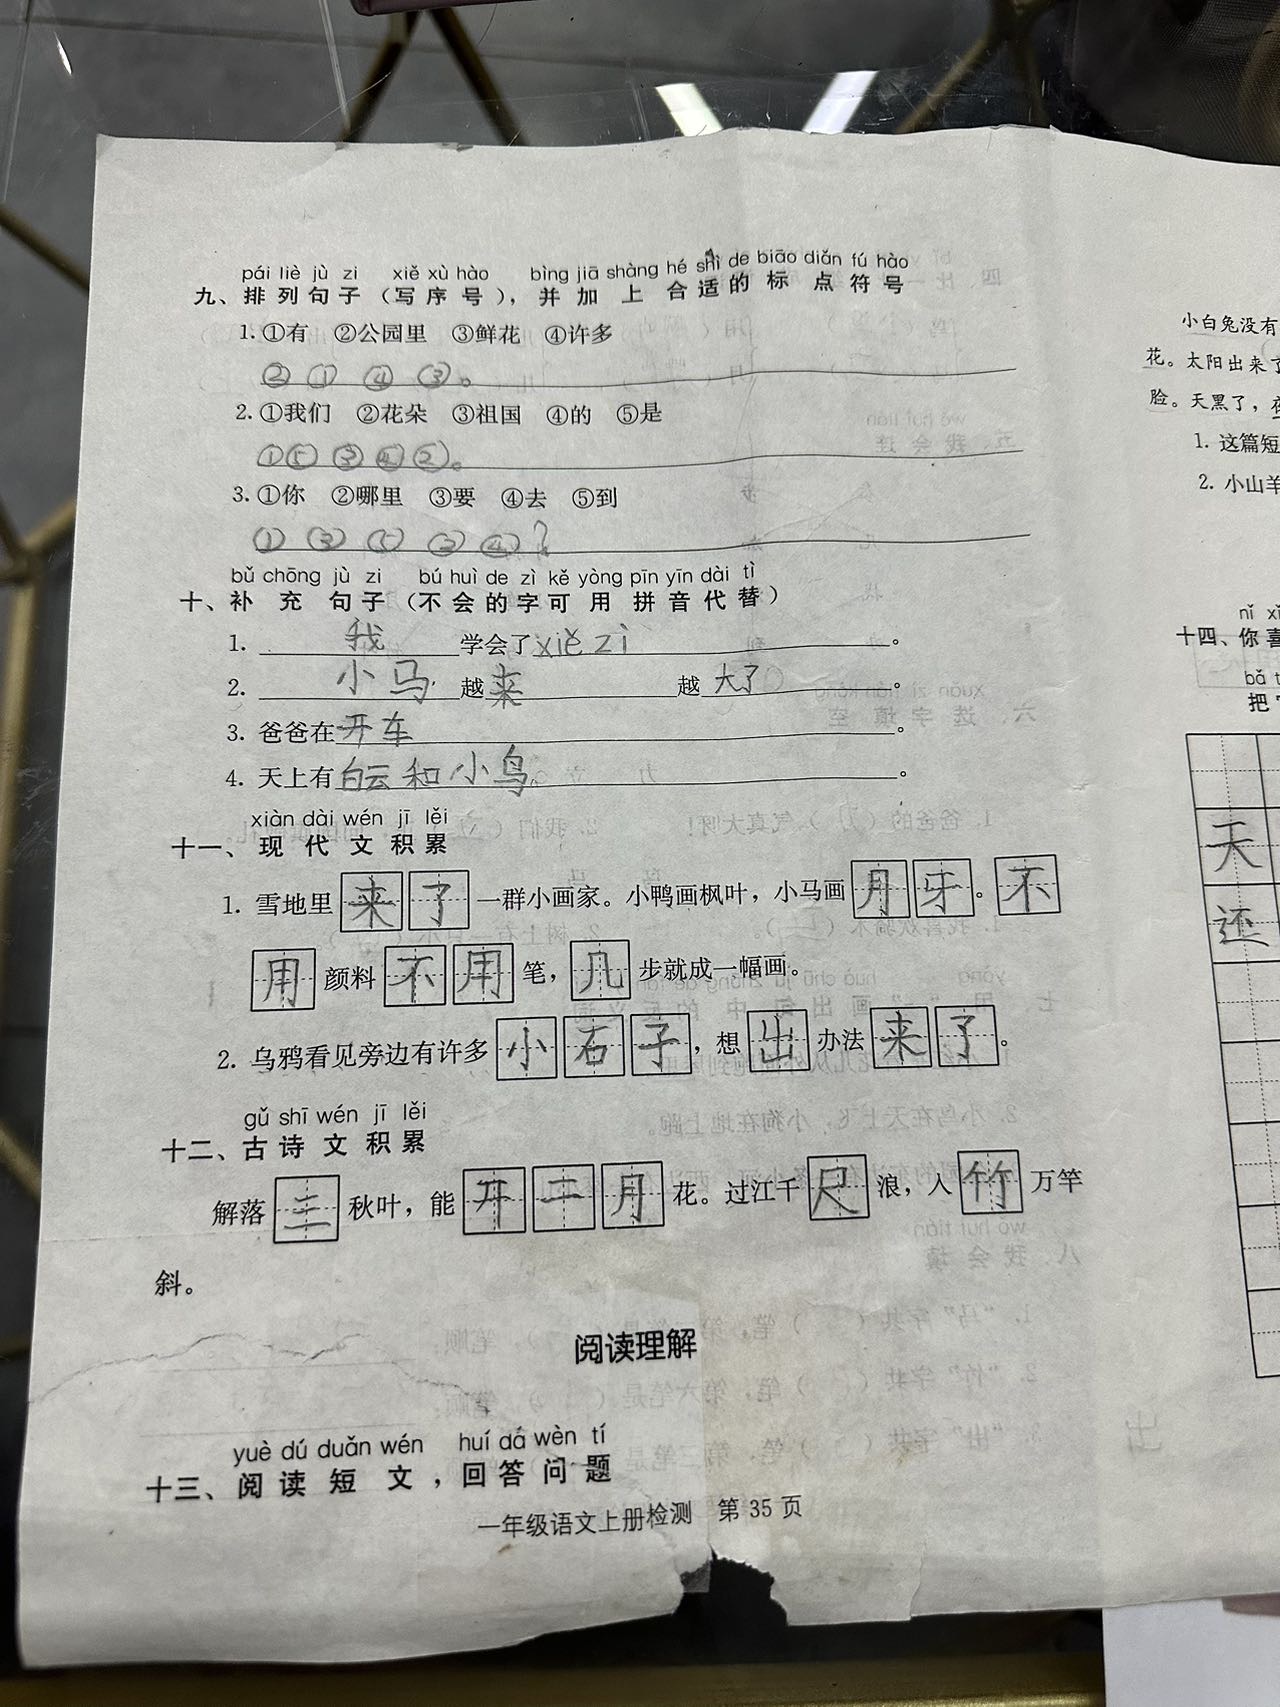 pái liè jù zi xiě xù hào bìng jiā shàng hé shì de biāo diǎn fú hào
九、排列句子(写序号),并加上合适的标点符号
1. ①有 ②公园里 ③鲜花 ④许多
② ① ④ ③。
2. ①我们 ②花朵 ③祖国 ④的 ⑤是
①⑤③④②。
3. ①你 ②哪里 ③要 ④去 ⑤到
① ③ ⑤ ② ④?
bǔ chōng jù zi bú huì de zì kě yòng pīn yīn dài tì
十、补充句子(不会的字可用拼音代替)
1. 我学会了xiě zì。
2. 小马越来越大了。
3. 爸爸在开车。
4. 天上有白云和小鸟。
xiàn dài wén jī lěi
十一、现代文积累
1. 雪地里来了一群小画家。小鸭画枫叶,小马画月牙。不
用颜料不用笔,几步就成一幅画。
2. 乌鸦看见旁边有许多小石子,想出办法来了。
gǔ shī wén jī lěi
十二、古诗文积累
解落三秋叶,能开二月花。过江千尺浪,入竹万竿
斜。
阅读理解
yuè dú duǎn wén huí dá wèn tí
十三、阅读短文,回答问题
一年级语文上册检测 第35页
小白兔没有
花。太阳出来了
脸。天黑了,
1. 这篇短
2. 小山羊
nǐ xǐ
十四、你喜
bǎ
把
天
还